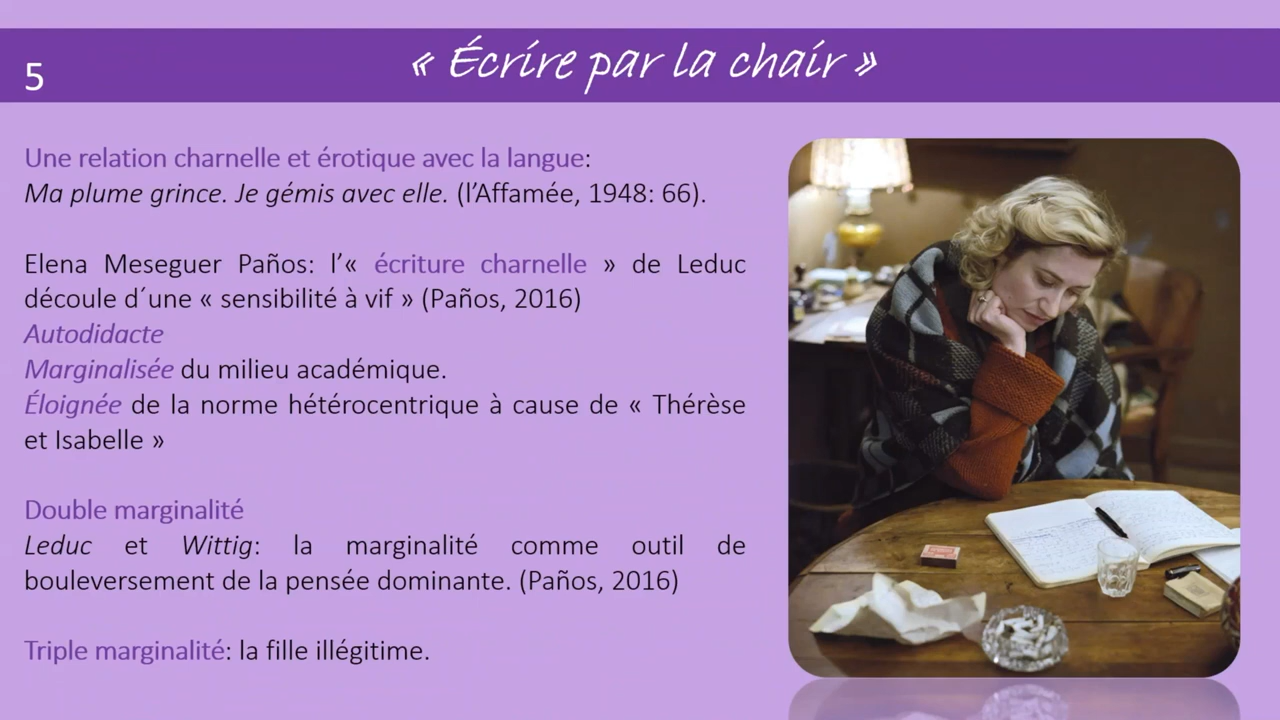 5
« Écrire par la chair »
Une relation charnelle et érotique avec la langue:
Ma plume grince. Je gémis avec elle. (l’Affamée, 1948: 66).
Elena Meseguer Paños: l’« écriture charnelle » de Leduc
découle d´une « sensibilité à vif » (Paños, 2016)
Autodidacte
Marginalisée du milieu académique.
Éloignée de la norme hétérocentrique à cause de « Thérèse
et Isabelle »
Double marginalité
Leduc et Wittig: la marginalité comme outil de
bouleversement de la pensée dominante. (Paños, 2016)
Triple marginalité: la fille illégitime.